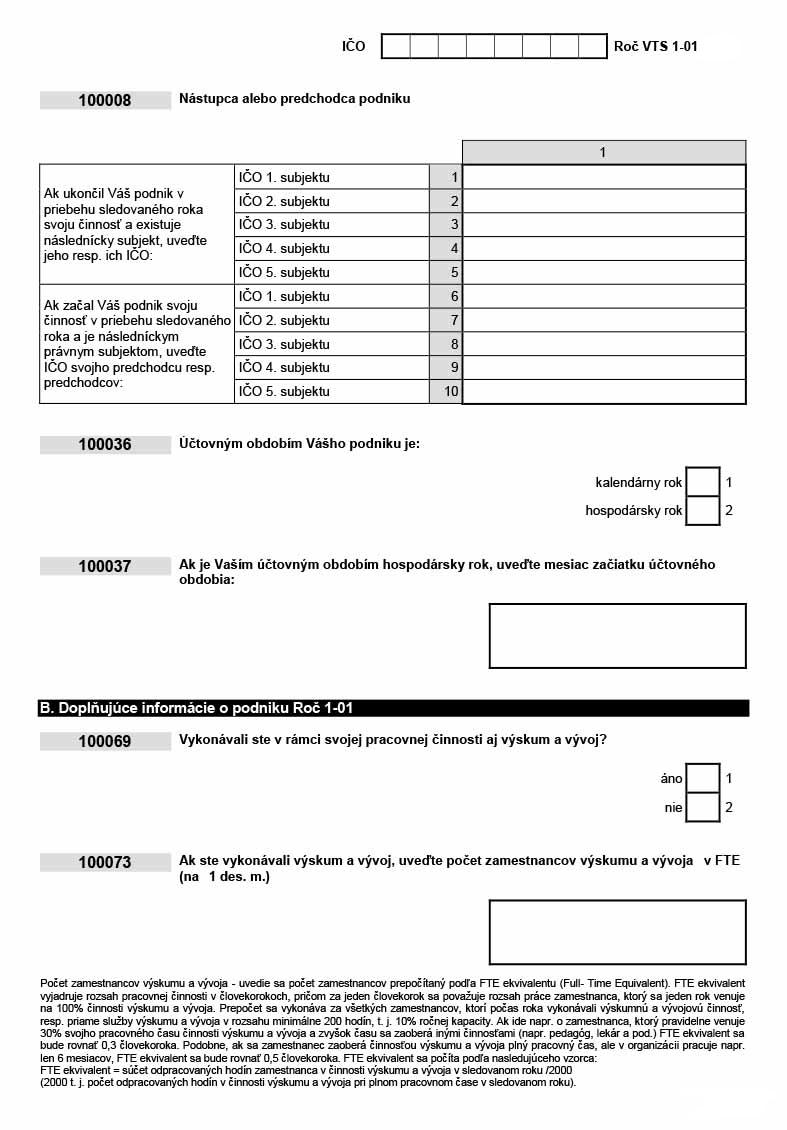 IČO Roč VTS 1-01
100008 Nástupca alebo predchodca podniku
1
Ak ukončil Váš podnik v
priebehu sledovaného roka
svoju činnosť a existuje
následnícky subjekt, uveďte
jeho resp. ich IČO:
IČO 1. subjektu 1
IČO 2. subjektu 2
IČO 3. subjektu 3
IČO 4. subjektu 4
IČO 5. subjektu 5
Ak začal Váš podnik svoju
činnosť v priebehu sledovaného
roka a je následníckym
právnym subjektom, uveďte
IČO svojho predchodcu resp.
predchodcov:
IČO 1. subjektu 6
IČO 2. subjektu 7
IČO 3. subjektu 8
IČO 4. subjektu 9
IČO 5. subjektu 10
100036 Účtovným obdobím Vášho podniku je:
kalendárny rok 1
hospodársky rok 2
100037 Ak je Vaším účtovným obdobím hospodársky rok, uveďte mesiac začiatku účtovného
obdobia:
B. Doplňujúce informácie o podniku Roč 1-01
100069 Vykonávali ste v rámci svojej pracovnej činnosti aj výskum a vývoj?
áno 1
nie 2
100073 Ak ste vykonávali výskum a vývoj, uveďte počet zamestnancov výskumu a vývoja v FTE
(na 1 des. m.)
Počet zamestnancov výskumu a vývoja - uvedie sa počet zamestnancov prepočítaný podľa FTE ekvivalentu (Full- Time Equivalent). FTE ekvivalent
vyjadruje rozsah pracovnej činnosti v človekorokoch, pričom za jeden človekorok sa považuje rozsah práce zamestnanca, ktorý sa jeden rok venuje
na 100% činnosti výskumu a vývoja. Prepočet sa vykonáva za všetkých zamestnancov, ktorí počas roka vykonávali výskumnú a vývojovú činnosť,
resp. priame služby výskumu a vývoja v rozsahu minimálne 200 hodín, t. j. 10% ročnej kapacity. Ak ide napr. o zamestnanca, ktorý pravidelne venuje
30% svojho pracovného času činnosti výskumu a vývoja a zvyšok času sa zaoberá inými činnosťami (napr. pedagóg, lekár a pod.) FTE ekvivalent sa
bude rovnať 0,3 človekoroka. Podobne, ak sa zamestnanec zaoberá činnosťou výskumu a vývoja plný pracovný čas, ale v organizácii pracuje napr.
len 6 mesiacov, FTE ekvivalent sa bude rovnať 0,5 človekoroka. FTE ekvivalent sa počíta podľa nasledujúceho vzorca:
FTE ekvivalent = súčet odpracovaných hodín zamestnanca v činnosti výskumu a vývoja v sledovanom roku /2000
(2000 t. j. počet odpracovaných hodín v činnosti výskumu a vývoja pri plnom pracovnom čase v sledovanom roku).